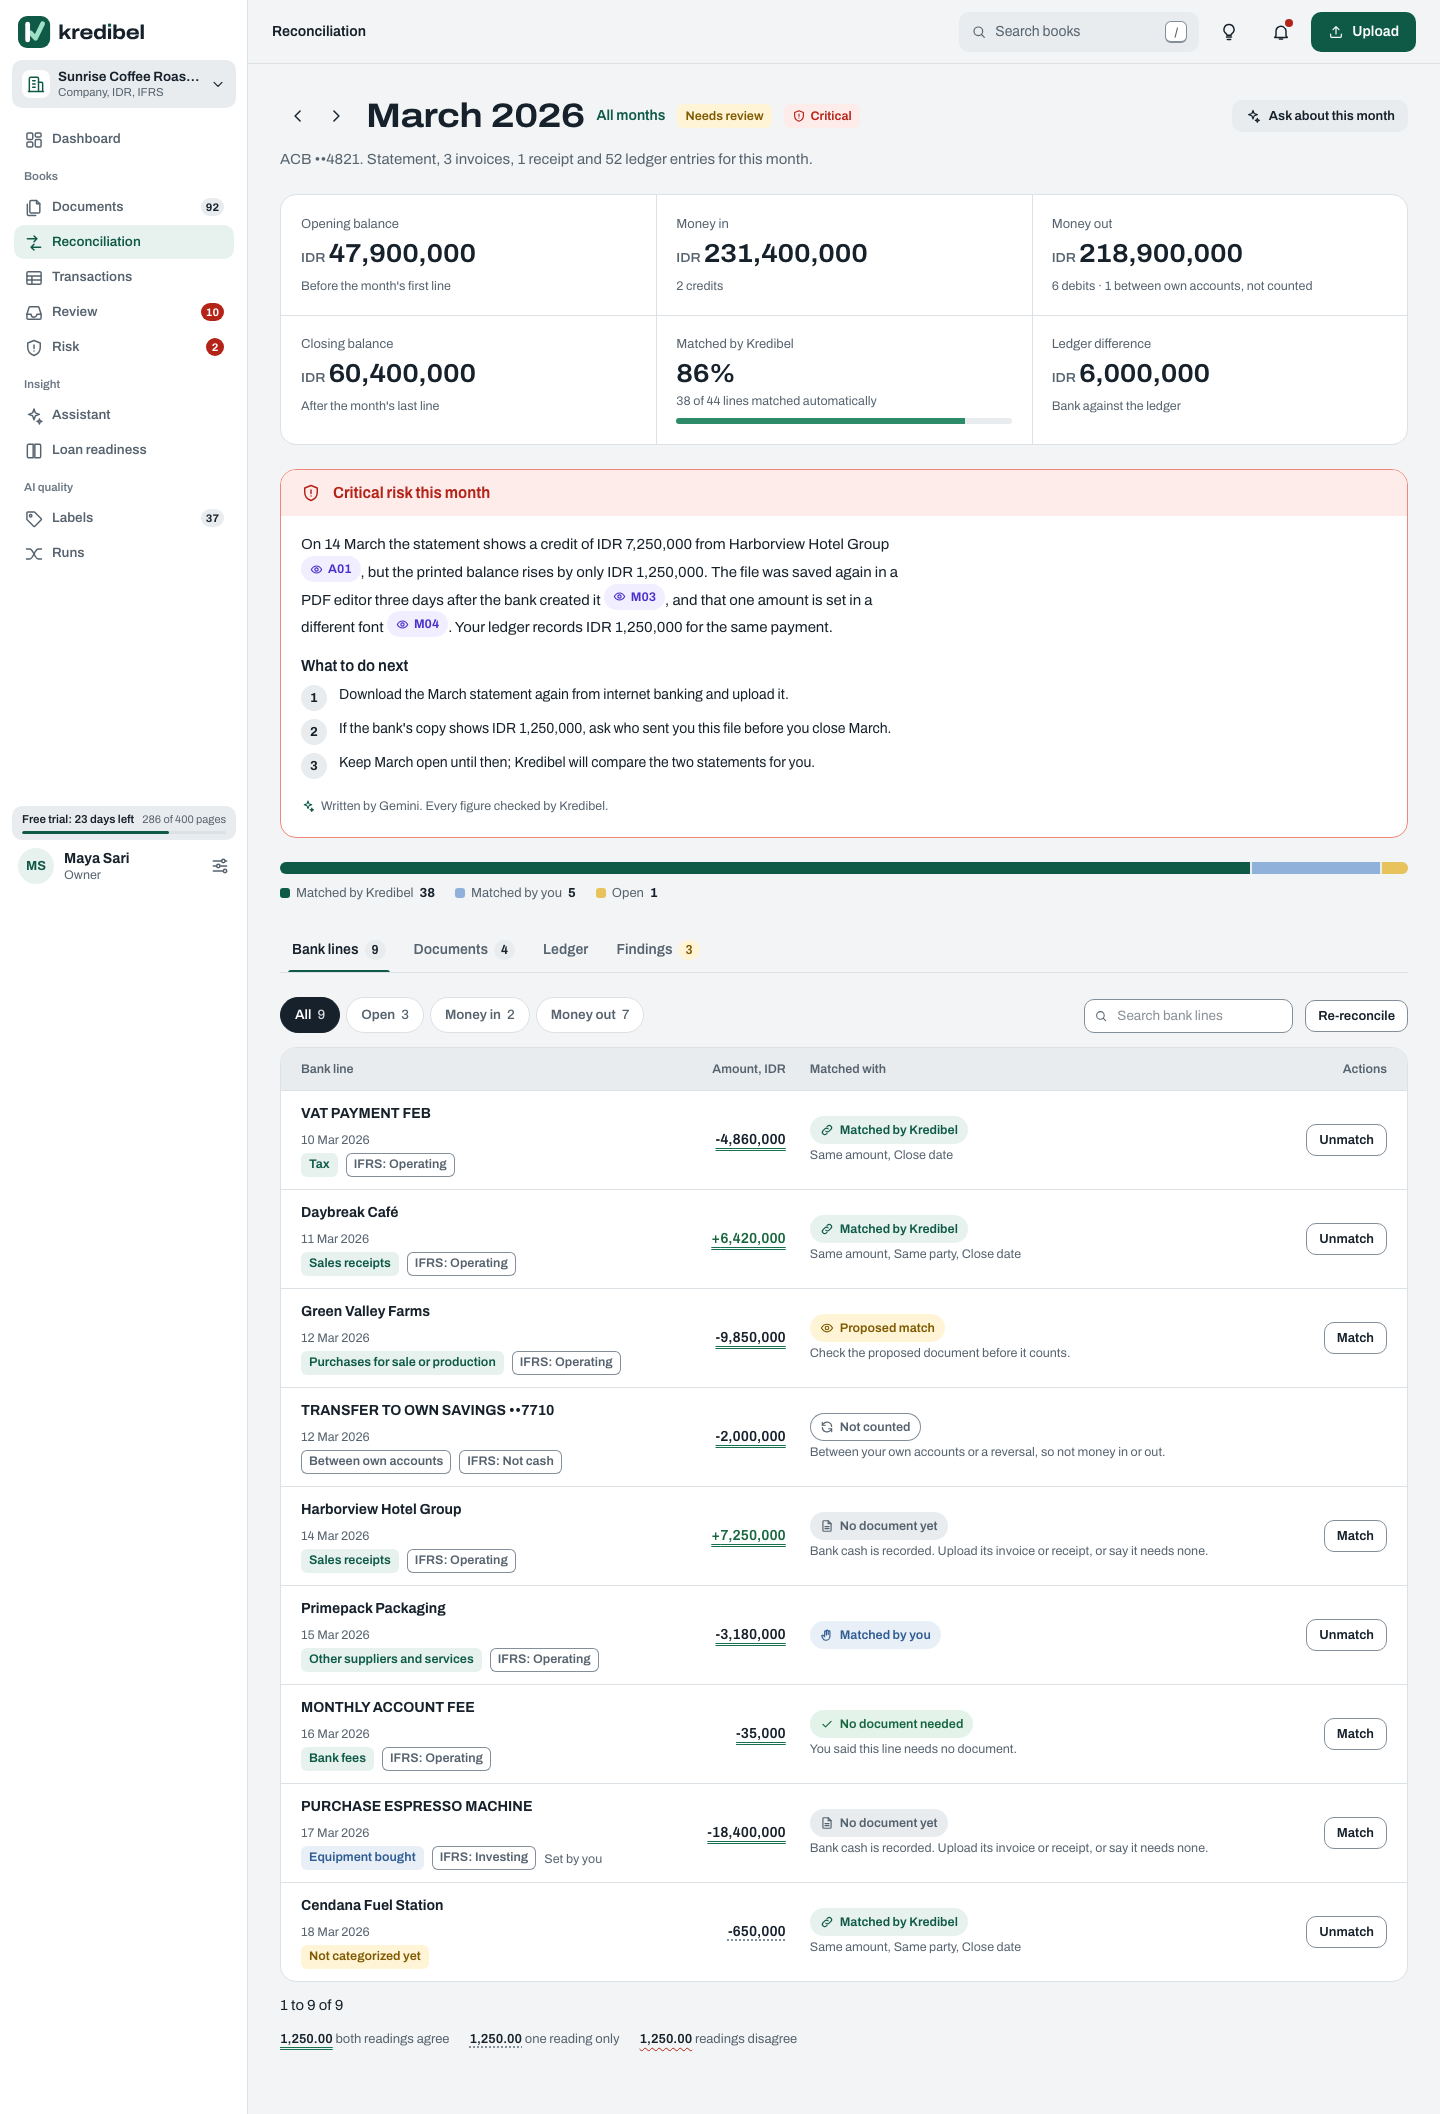 kredibel
Sunrise Coffee Roas...
Company, IDR, IFRS
Dashboard
Books
Documents 92
Reconciliation
Transactions
Review 10
Risk 2
Insight
Assistant
Loan readiness
AI quality
Labels 37
Runs
Free trial: 23 days left 286 of 400 pages
MS
Maya Sari
Owner
Reconciliation
Search books /
Upload
March 2026 All months Needs review Critical
Ask about this month
ACB ••4821. Statement, 3 invoices, 1 receipt and 52 ledger entries for this month.
Opening balance
IDR 47,900,000
Before the month's first line
Money in
IDR 231,400,000
2 credits
Money out
IDR 218,900,000
6 debits · 1 between own accounts, not counted
Closing balance
IDR 60,400,000
After the month's last line
Matched by Kredibel
86%
38 of 44 lines matched automatically
Ledger difference
IDR 6,000,000
Bank against the ledger
Critical risk this month
On 14 March the statement shows a credit of IDR 7,250,000 from Harborview Hotel Group
A01 , but the printed balance rises by only IDR 1,250,000. The file was saved again in a
PDF editor three days after the bank created it M03 , and that one amount is set in a
different font M04 . Your ledger records IDR 1,250,000 for the same payment.
What to do next
1 Download the March statement again from internet banking and upload it.
2 If the bank's copy shows IDR 1,250,000, ask who sent you this file before you close March.
3 Keep March open until then; Kredibel will compare the two statements for you.
Written by Gemini. Every figure checked by Kredibel.
Matched by Kredibel 38 Matched by you 5 Open 1
Bank lines 9 Documents 4 Ledger Findings 3
All 9 Open 3 Money in 2 Money out 7
Search bank lines Re-reconcile
Bank line Amount, IDR Matched with Actions
VAT PAYMENT FEB
10 Mar 2026
Tax IFRS: Operating
-4,860,000
Matched by Kredibel
Same amount, Close date
Unmatch
Daybreak Café
11 Mar 2026
Sales receipts IFRS: Operating
+6,420,000
Matched by Kredibel
Same amount, Same party, Close date
Unmatch
Green Valley Farms
12 Mar 2026
Purchases for sale or production IFRS: Operating
-9,850,000
Proposed match
Check the proposed document before it counts.
Match
TRANSFER TO OWN SAVINGS ••7710
12 Mar 2026
Between own accounts IFRS: Not cash
-2,000,000
Not counted
Between your own accounts or a reversal, so not money in or out.
Harborview Hotel Group
14 Mar 2026
Sales receipts IFRS: Operating
+7,250,000
No document yet
Bank cash is recorded. Upload its invoice or receipt, or say it needs none.
Match
Primepack Packaging
15 Mar 2026
Other suppliers and services IFRS: Operating
-3,180,000
Matched by you
Unmatch
MONTHLY ACCOUNT FEE
16 Mar 2026
Bank fees IFRS: Operating
-35,000
No document needed
You said this line needs no document.
Match
PURCHASE ESPRESSO MACHINE
17 Mar 2026
Equipment bought IFRS: Investing Set by you
-18,400,000
No document yet
Bank cash is recorded. Upload its invoice or receipt, or say it needs none.
Match
Cendana Fuel Station
18 Mar 2026
Not categorized yet
-650,000
Matched by Kredibel
Same amount, Same party, Close date
Unmatch
1 to 9 of 9
1,250.00 both readings agree 1,250.00 one reading only 1,250.00 readings disagree